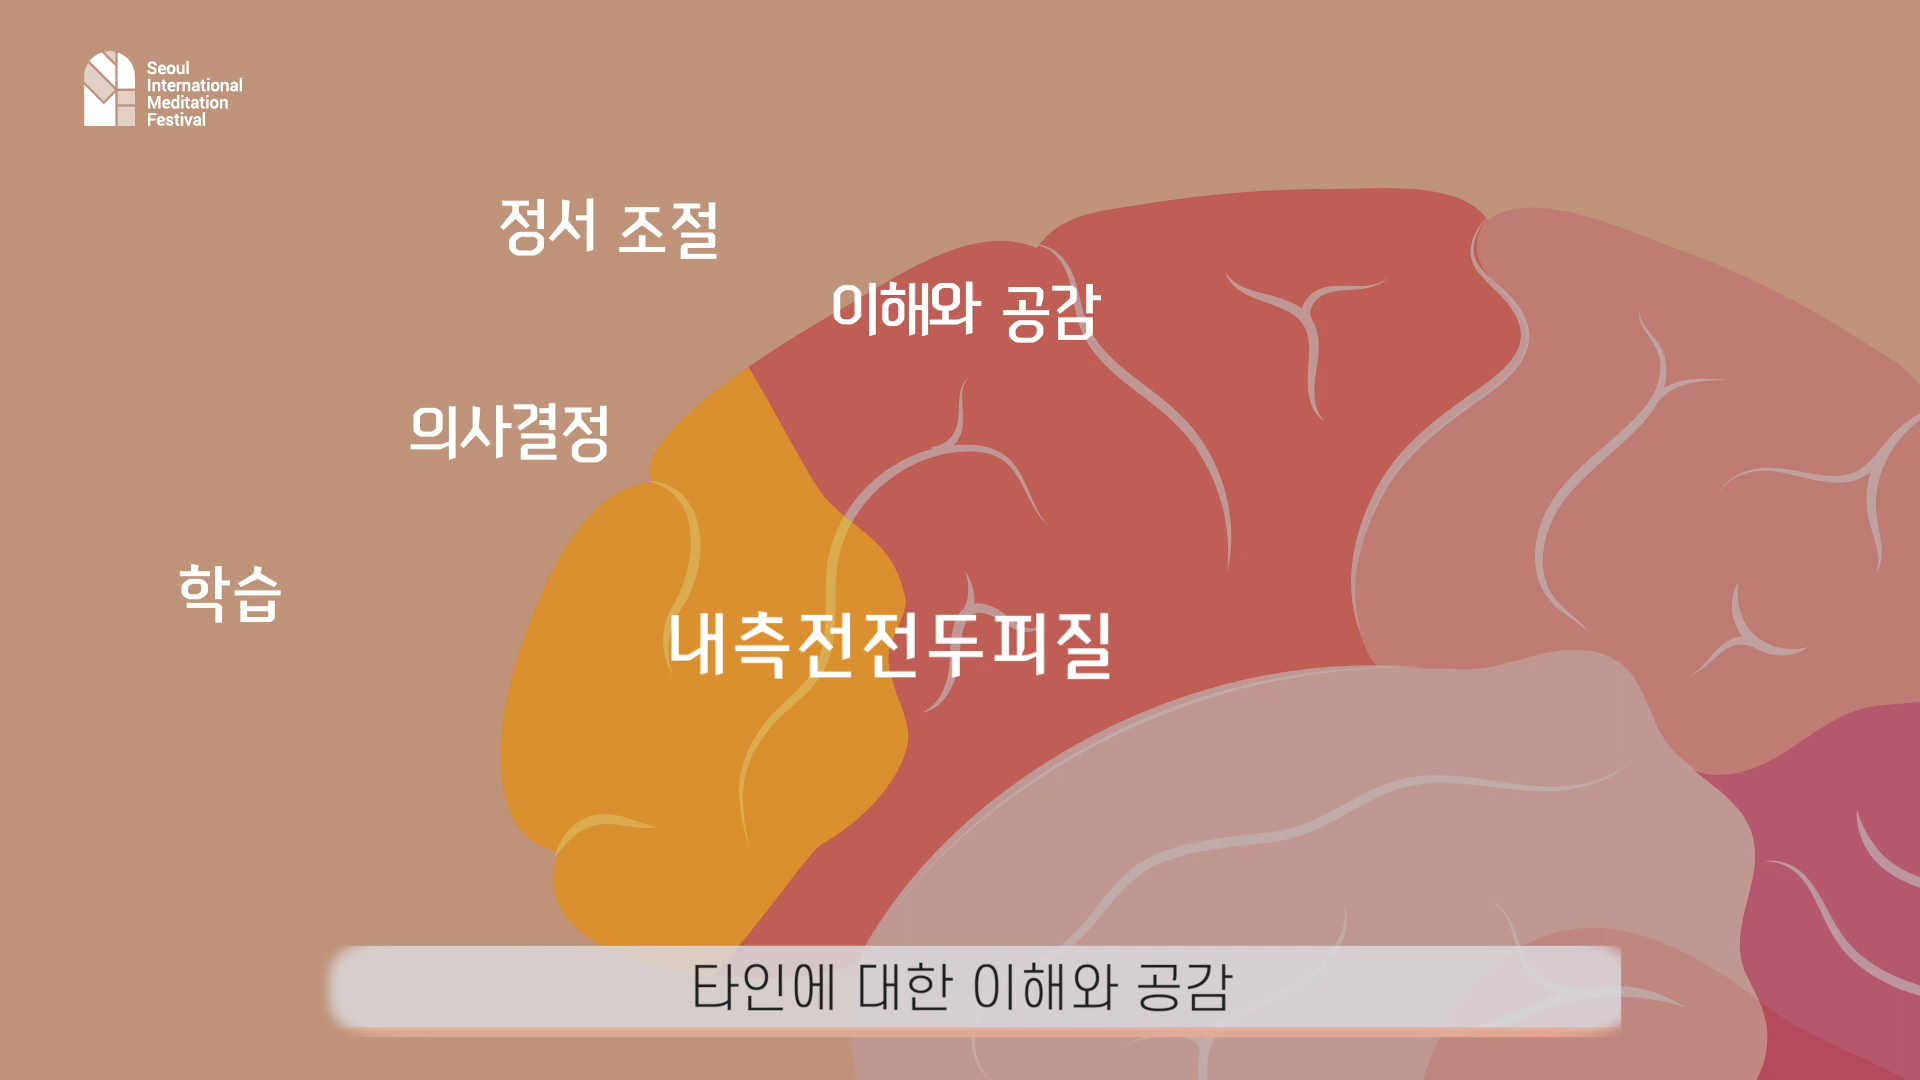 Seoul
International
Meditation
Festival
정서 조절
이해와 공감
의사결정
학습
내측전전두피질
타인에 대한 이해와 공감